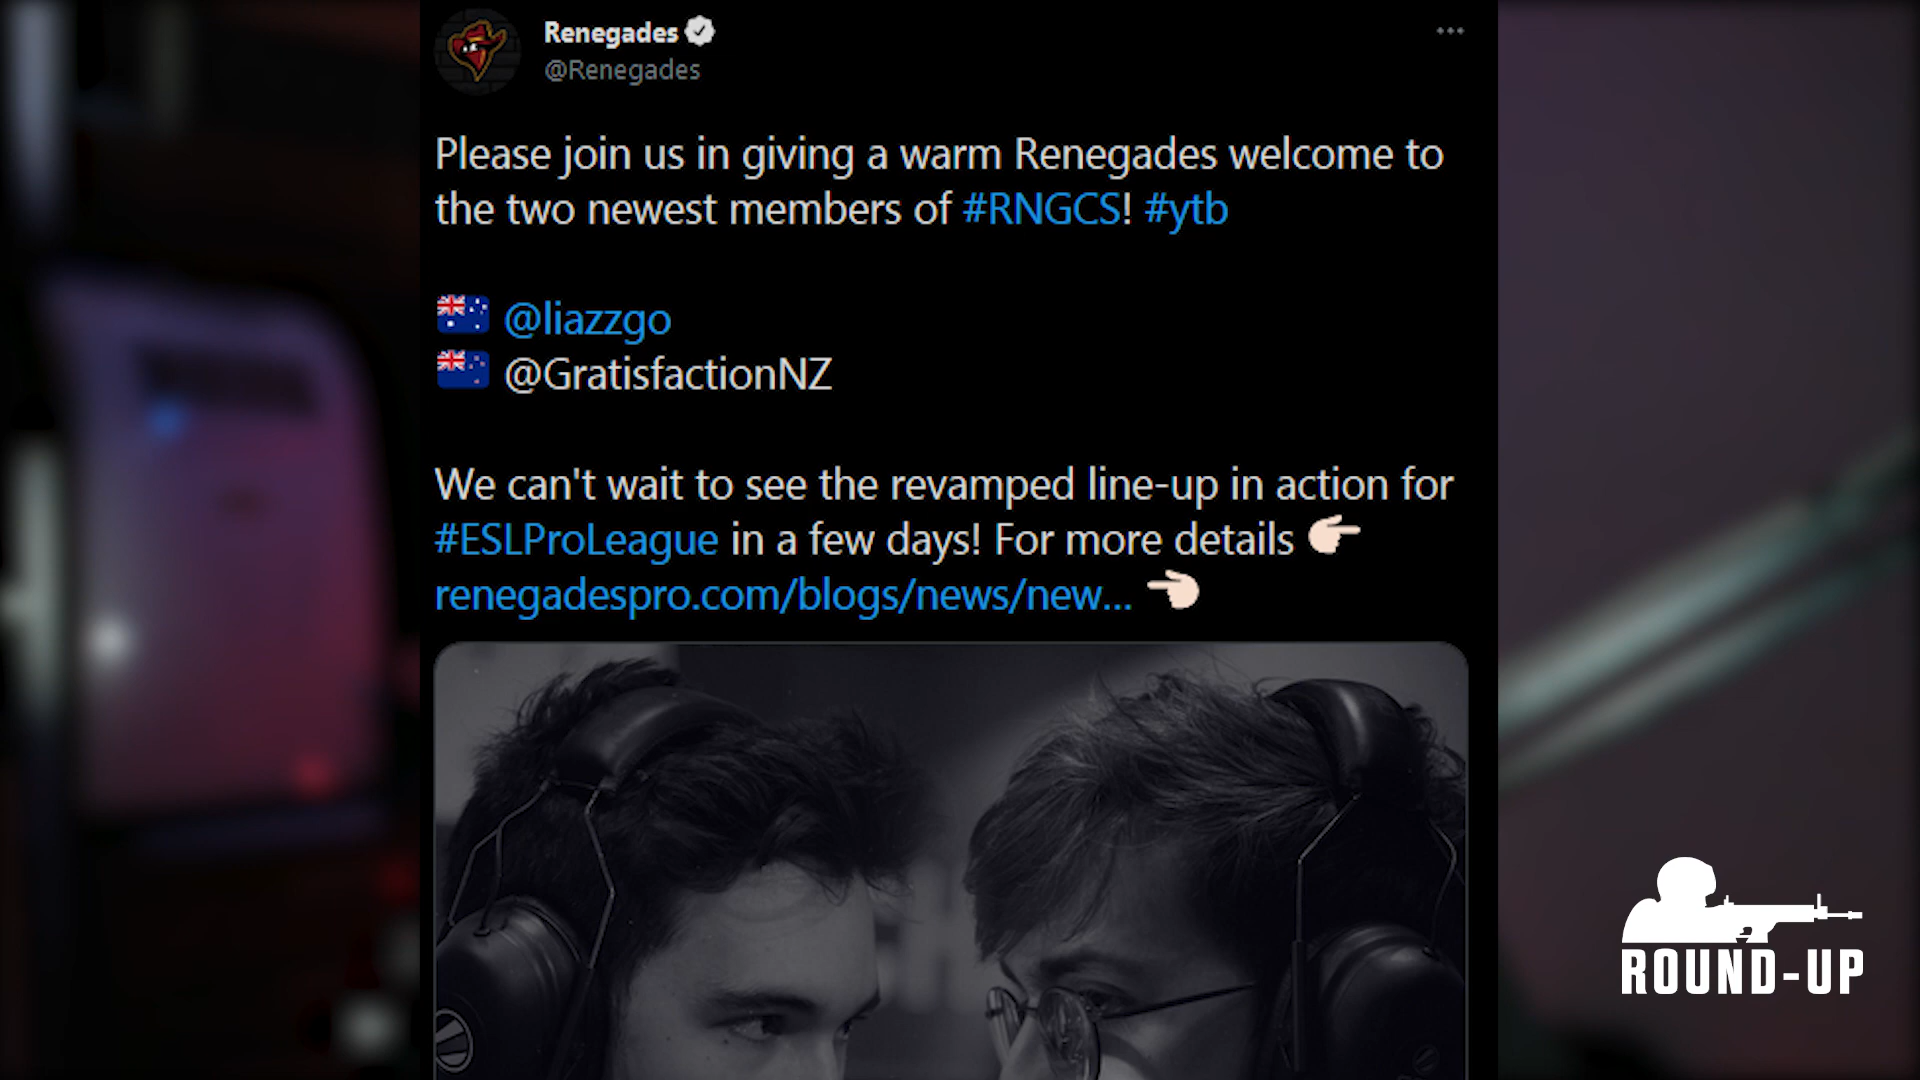 Renegades
@Renegades
Please join us in giving a warm Renegades welcome to
the two newest members of #RNGCS! #ytb
🇦🇺 @liazzgo
🇳🇿 @GratisfactionNZ
We can't wait to see the revamped line-up in action for
#ESLProLeague in a few days! For more details 👉🏻
renegadespro.com/blogs/news/new... 👈🏻
ROUND-UP